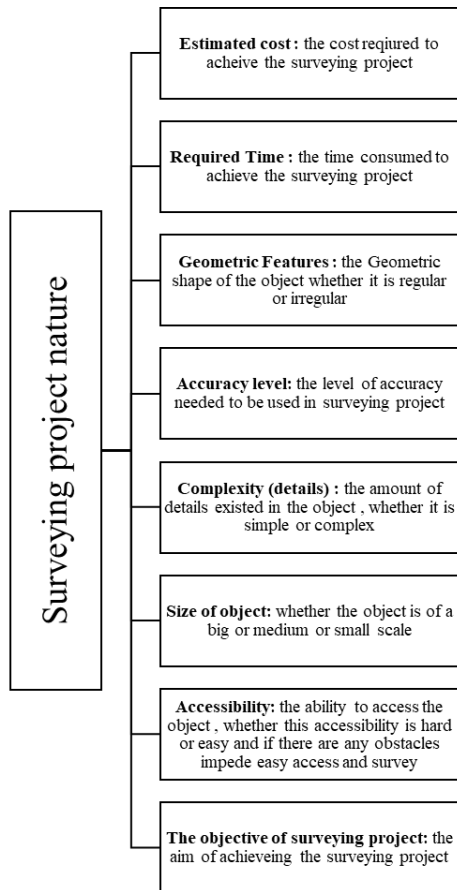 Surveying project nature
Estimated cost : the cost reqiured to
acheive the surveying project
Required Time : the time consumed to
achieve the surveying project
Geometric Features : the Geometric
shape of the object whether it is regular
or irregular
Accuracy level: the level of accuracy
needed to be used in surveying project
Complexity (details) : the amount of
details existed in the object , whether it is
simple or complex
Size of object: whether the object is of a
big or medium or small scale
Accessibility: the ability to access the
object , whether this accessibility is hard
or easy and if there are any obstacles
impede easy access and survey
The objective of surveying project: the
aim of achieveing the surveying project